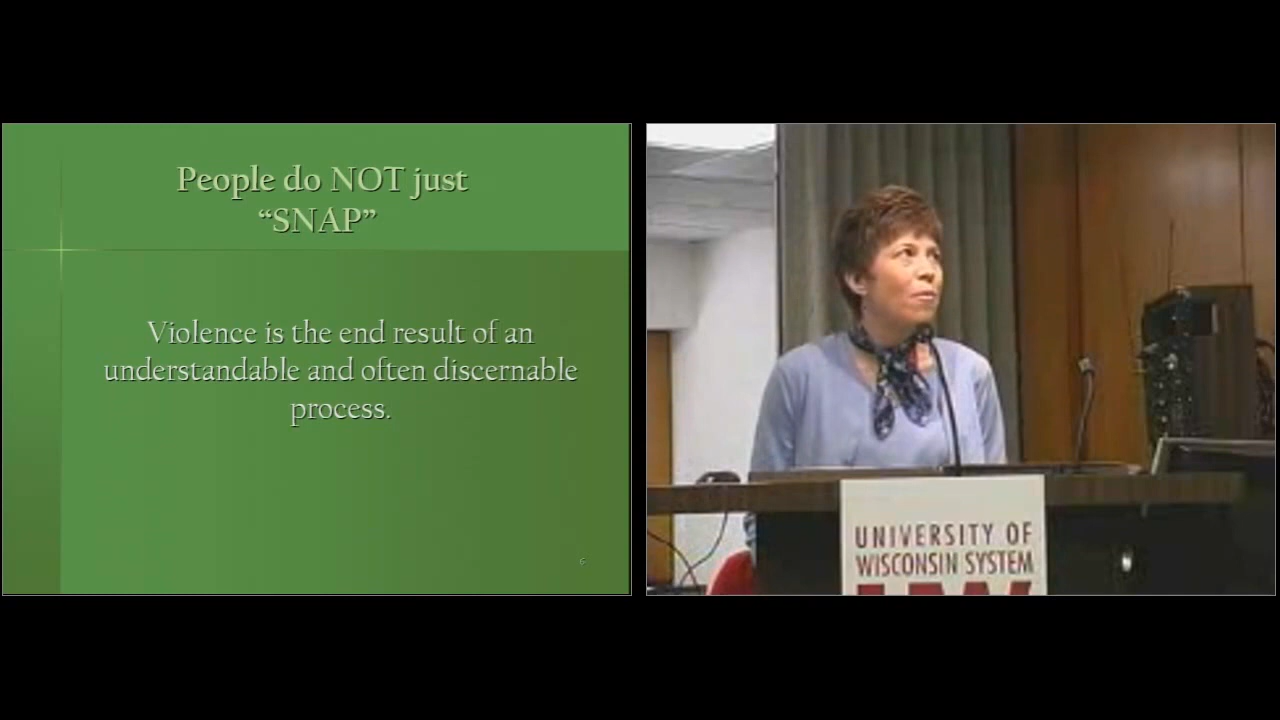 People do NOT just
“SNAP”
Violence is the end result of an
understandable and often discernable
process.
6
UNIVERSITY OF
WISCONSIN SYSTEM